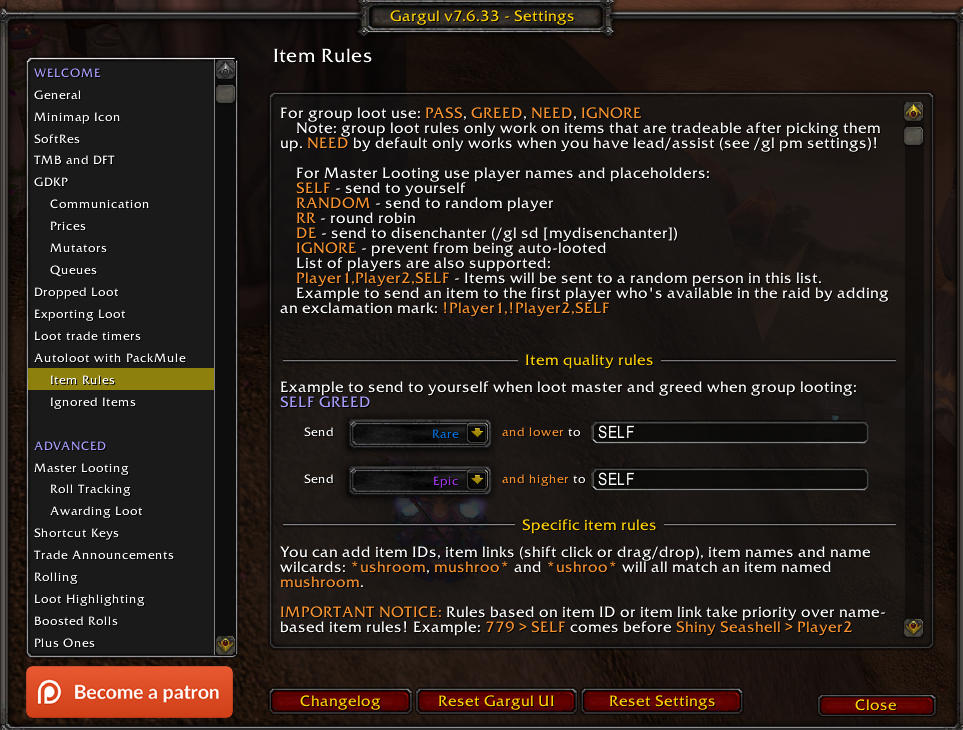 Gargul v7.6.33 - Settings
WELCOME
General
Minimap Icon
SoftRes
TMB and DFT
GDKP
Communication
Prices
Mutators
Queues
Dropped Loot
Exporting Loot
Loot trade timers
Autoloot with PackMule
Item Rules
Ignored Items
ADVANCED
Master Looting
Roll Tracking
Awarding Loot
Shortcut Keys
Trade Announcements
Rolling
Loot Highlighting
Boosted Rolls
Plus Ones
Become a patron
Item Rules
For group loot use: PASS, GREED, NEED, IGNORE
Note: group loot rules only work on items that are tradeable after picking them
up. NEED by default only works when you have lead/assist (see /gl pm settings)!
For Master Looting use player names and placeholders:
SELF - send to yourself
RANDOM - send to random player
RR - round robin
DE - send to disenchanter (/gl sd [mydisenchanter])
IGNORE - prevent from being auto-looted
List of players are also supported:
Player1,Player2,SELF - Items will be sent to a random person in this list.
Example to send an item to the first player who's available in the raid by adding
an exclamation mark: !Player1,!Player2,SELF
Item quality rules
Example to send to yourself when loot master and greed when group looting:
SELF GREED
Send Rare and lower to SELF
Send Epic and higher to SELF
Specific item rules
You can add item IDs, item links (shift click or drag/drop), item names and name
wilcards: *ushroom, mushroo* and *ushroo* will all match an item named
mushroom.
IMPORTANT NOTICE: Rules based on item ID or item link take priority over name-
based item rules! Example: 779 > SELF comes before Shiny Seashell > Player2
Changelog
Reset Gargul UI
Reset Settings
Close